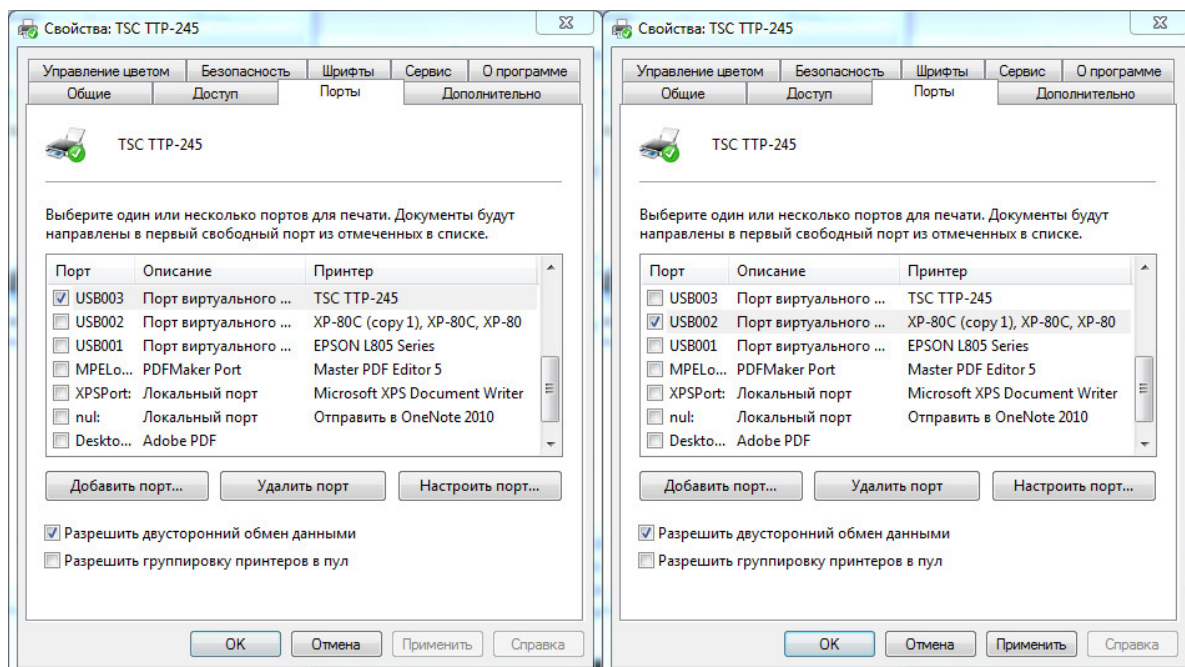 Свойства: TSC TTP-245
Управление цветом Безопасность Шрифты Сервис О программе
Общие Доступ Порты Дополнительно
TSC TTP-245
Выберите один или несколько портов для печати. Документы будут
направлены в первый свободный порт из отмеченных в списке.
Порт Описание Принтер
USB003 Порт виртуального ... TSC TTP-245
USB002 Порт виртуального ... XP-80C (copy 1), XP-80C, XP-80
USB001 Порт виртуального ... EPSON L805 Series
MPELo... PDFMaker Port Master PDF Editor 5
XPSPort: Локальный порт Microsoft XPS Document Writer
nul: Локальный порт Отправить в OneNote 2010
Deskto... Adobe PDF
Добавить порт... Удалить порт Настроить порт...
Разрешить двусторонний обмен данными
Разрешить группировку принтеров в пул
OK Отмена Применить Справка
Свойства: TSC TTP-245
Управление цветом Безопасность Шрифты Сервис О программе
Общие Доступ Порты Дополнительно
TSC TTP-245
Выберите один или несколько портов для печати. Документы будут
направлены в первый свободный порт из отмеченных в списке.
Порт Описание Принтер
USB003 Порт виртуального ... TSC TTP-245
USB002 Порт виртуального ... XP-80C (copy 1), XP-80C, XP-80
USB001 Порт виртуального ... EPSON L805 Series
MPELo... PDFMaker Port Master PDF Editor 5
XPSPort: Локальный порт Microsoft XPS Document Writer
nul: Локальный порт Отправить в OneNote 2010
Deskto... Adobe PDF
Добавить порт... Удалить порт Настроить порт...
Разрешить двусторонний обмен данными
Разрешить группировку принтеров в пул
OK Отмена Применить Справка